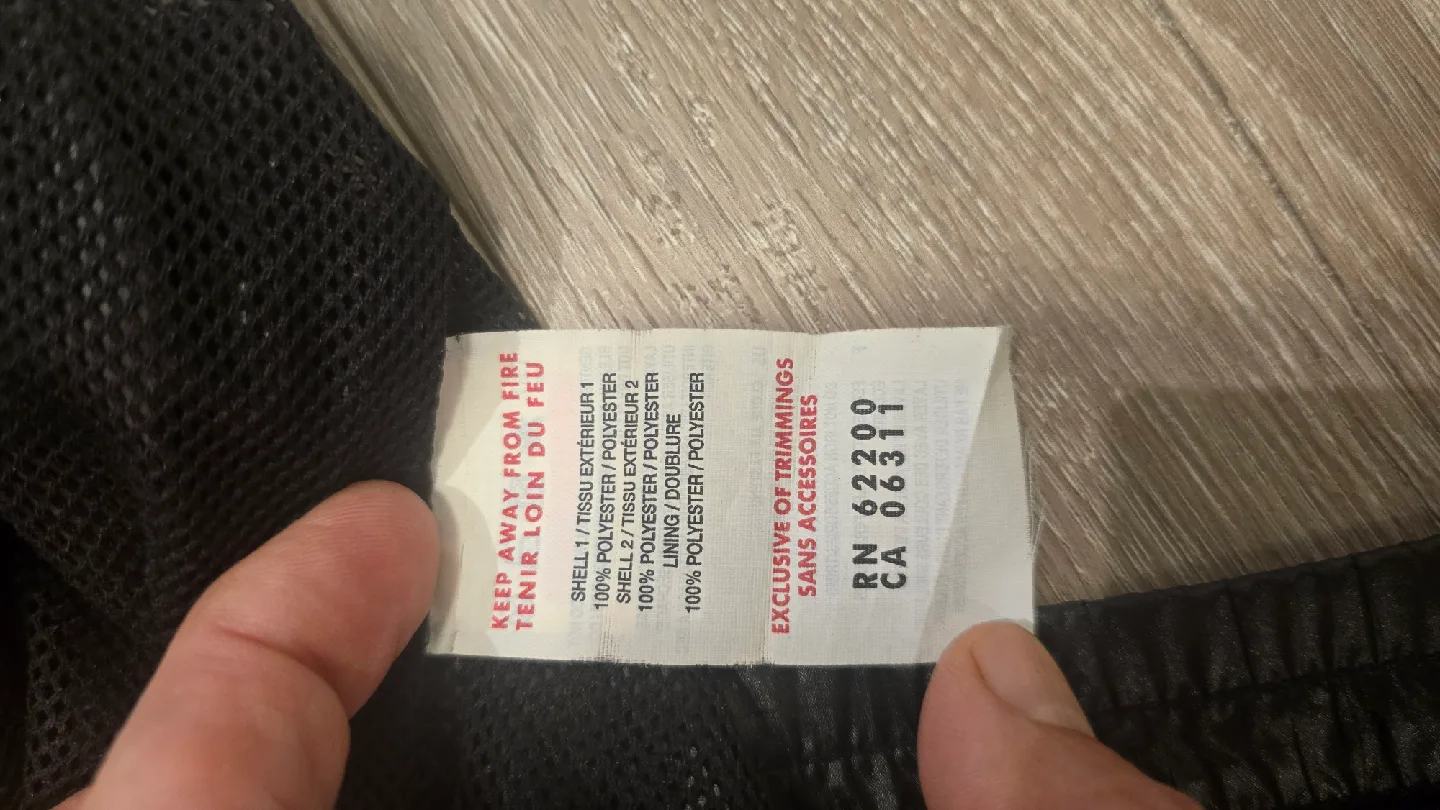 KEEP AWAY FROM FIRE
TENIR LOIN DU FEU
SHELL 1 / TISSU EXTÉRIEUR 1
100% POLYESTER / POLYESTER
SHELL 2 / TISSU EXTÉRIEUR 2
100% POLYESTER / POLYESTER
LINING / DOUBLURE
100% POLYESTER / POLYESTER
EXCLUSIVE OF TRIMMINGS
SANS ACCESSOIRES
RN 62200
CA 06311